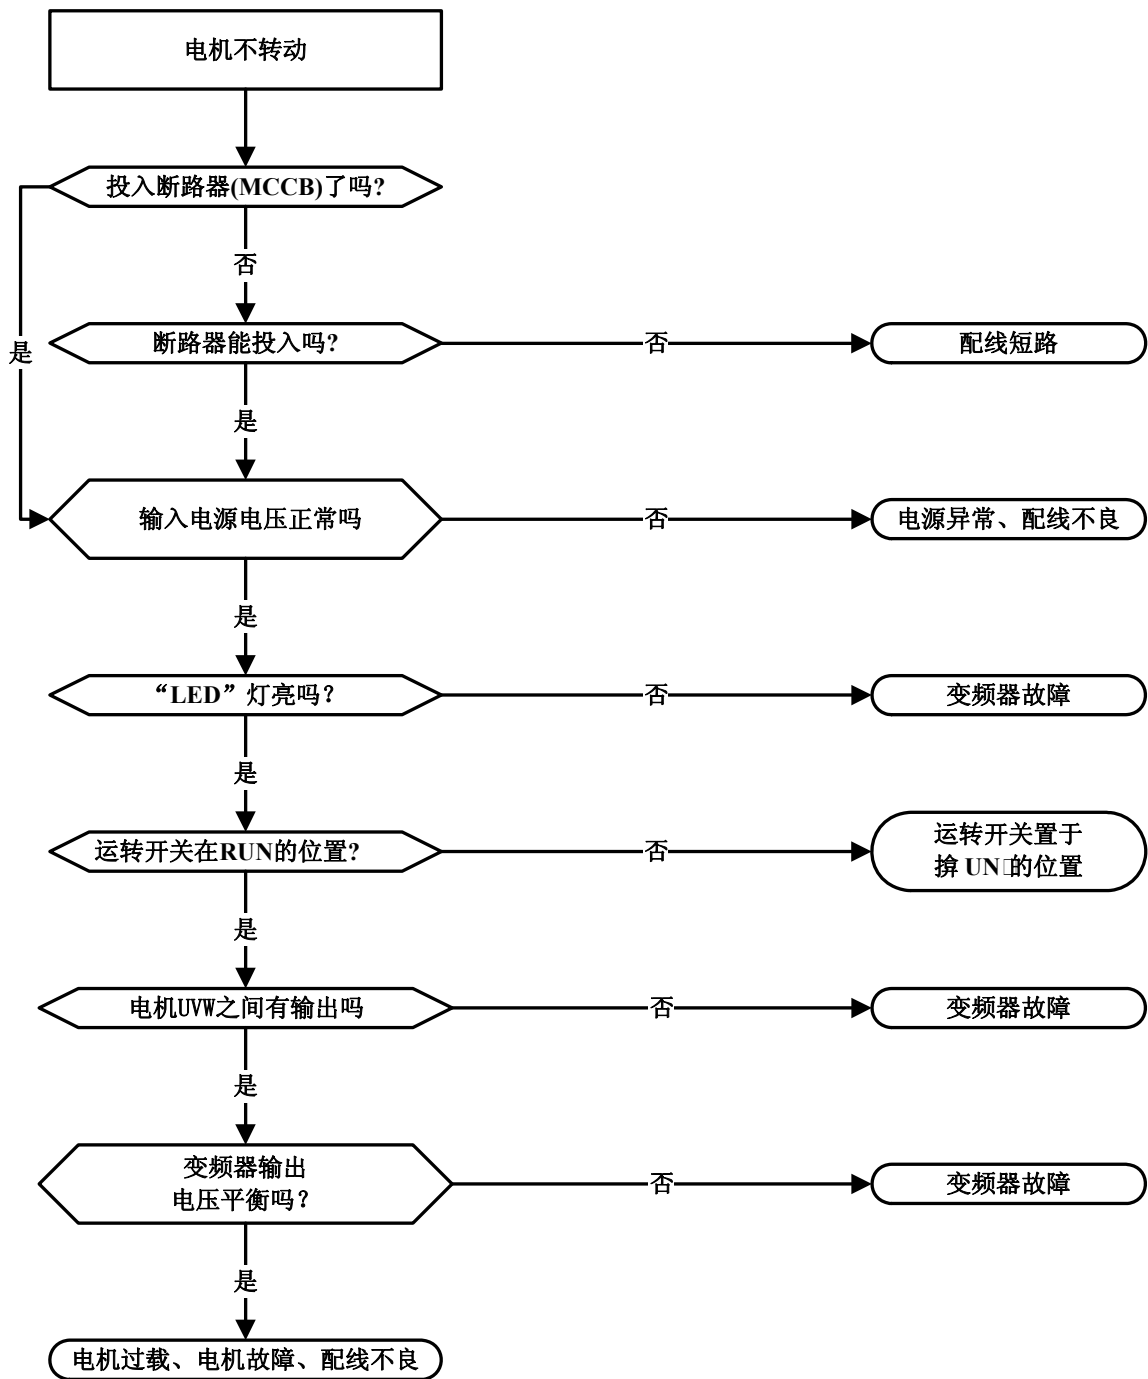 电机不转动
投入断路器(MCCB)了吗?
否
断路器能投入吗?
否
配线短路
是
是
输入电源电压正常吗
否
电源异常、配线不良
是
“LED”灯亮吗？
否
变频器故障
是
运转开关在RUN的位置?
否
运转开关置于
揜 UN□的位置
是
电机UVW之间有输出吗
否
变频器故障
是
变频器输出
电压平衡吗？
否
变频器故障
是
电机过载、电机故障、配线不良